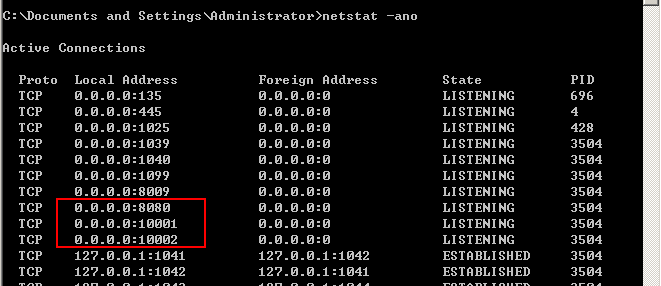 C:\Documents and Settings\Administrator>netstat -ano
Active Connections
Proto Local Address Foreign Address State PID
TCP 0.0.0.0:135 0.0.0.0:0 LISTENING 696
TCP 0.0.0.0:445 0.0.0.0:0 LISTENING 4
TCP 0.0.0.0:1025 0.0.0.0:0 LISTENING 428
TCP 0.0.0.0:1039 0.0.0.0:0 LISTENING 3504
TCP 0.0.0.0:1040 0.0.0.0:0 LISTENING 3504
TCP 0.0.0.0:1099 0.0.0.0:0 LISTENING 3504
TCP 0.0.0.0:8009 0.0.0.0:0 LISTENING 3504
TCP 0.0.0.0:8080 0.0.0.0:0 LISTENING 3504
TCP 0.0.0.0:10001 0.0.0.0:0 LISTENING 3504
TCP 0.0.0.0:10002 0.0.0.0:0 LISTENING 3504
TCP 127.0.0.1:1041 127.0.0.1:1042 ESTABLISHED 3504
TCP 127.0.0.1:1042 127.0.0.1:1041 ESTABLISHED 3504